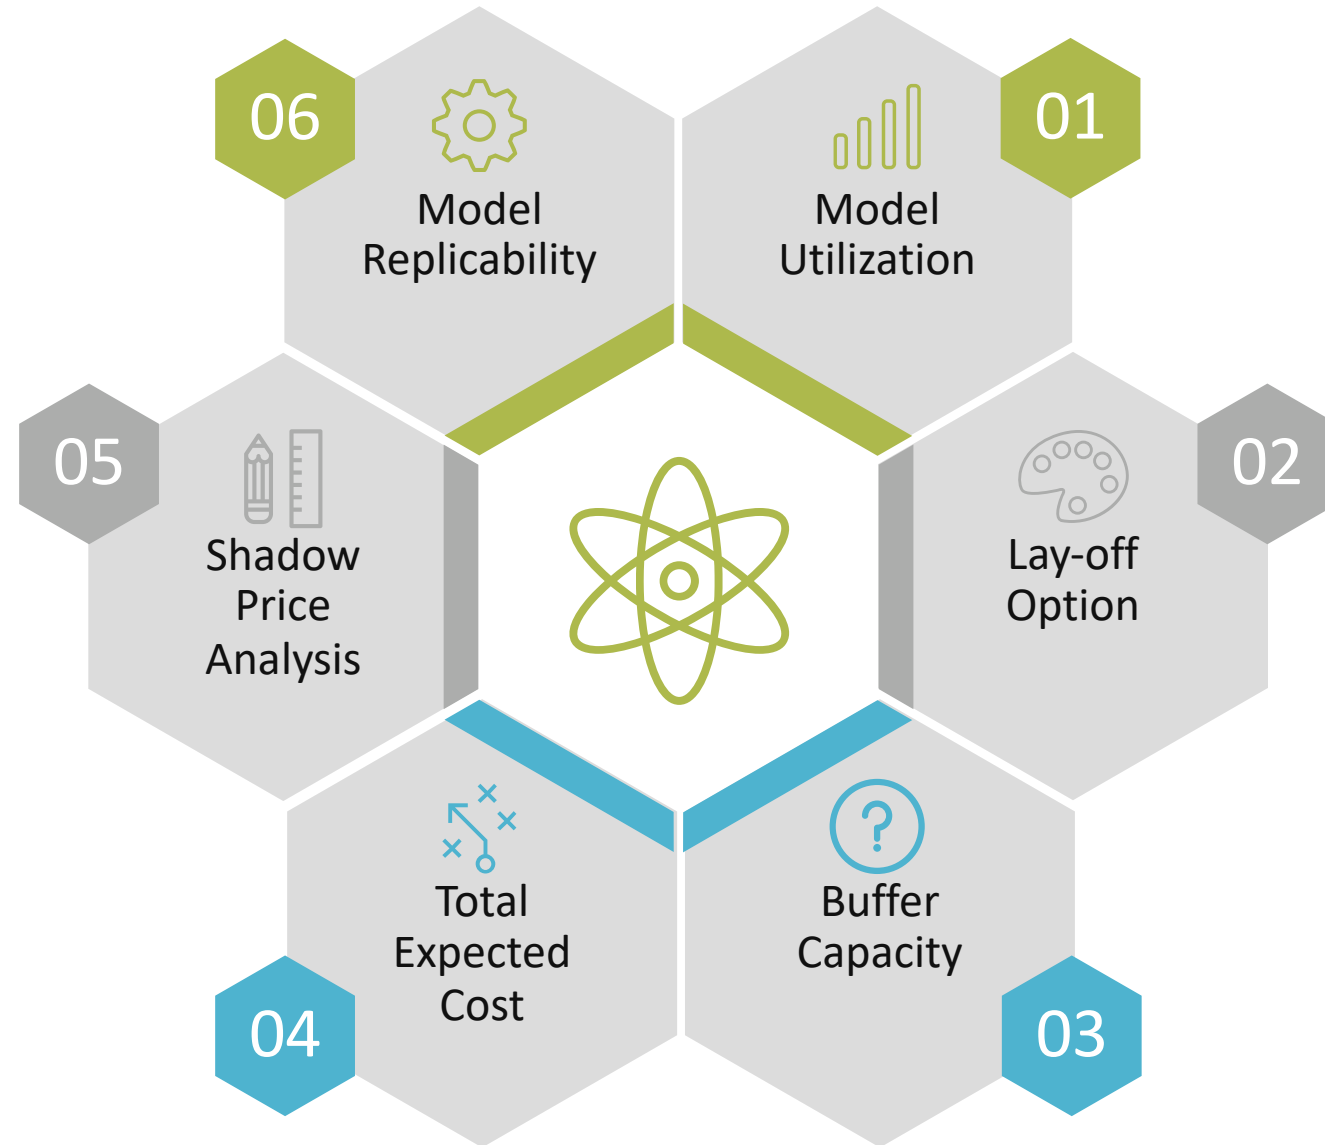 01
Model
Utilization
02
Lay-off
Option
03
Buffer
Capacity
04
Total
Expected
Cost
05
Shadow
Price
Analysis
06
Model
Replicability